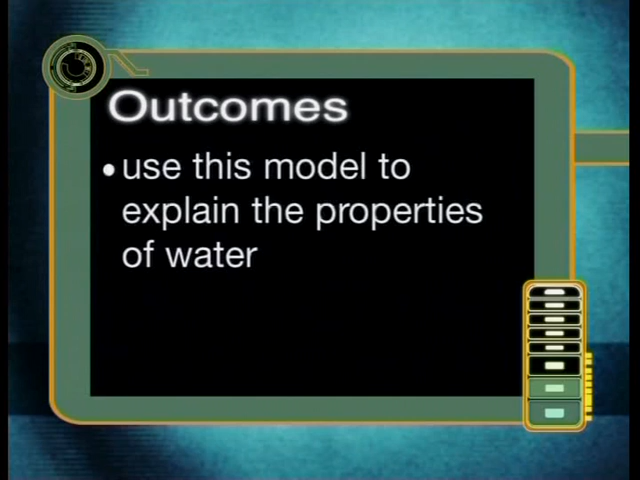 Outcomes
•use this model to
explain the properties
of water